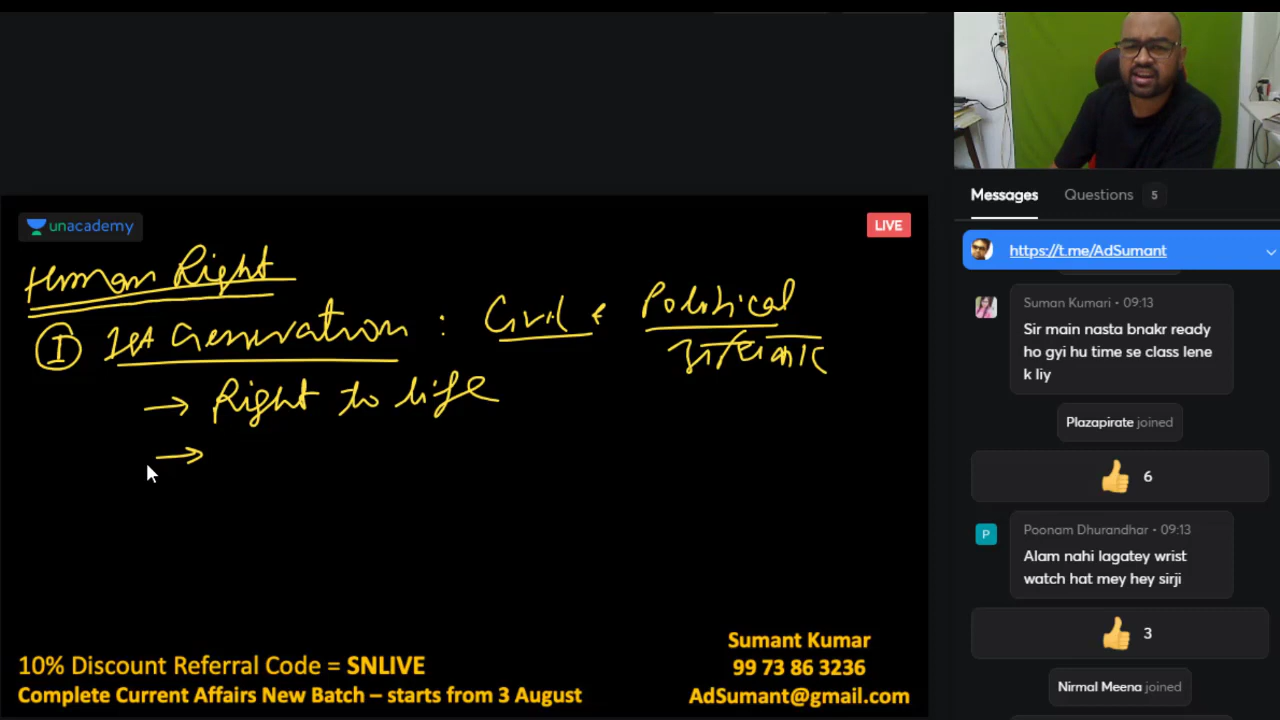 unacademy
LIVE
Human Right
I 1st Generation : Civil & Political
अधिकार
→ Right to life
→
10% Discount Referral Code = SNLIVE
Complete Current Affairs New Batch – starts from 3 August
Sumant Kumar
99 73 86 3236
AdSumant@gmail.com
Messages
Questions 5
https://t.me/AdSumant
Suman Kumari • 09:13
Sir main nasta bnakr ready
ho gyi hu time se class lene
k liy
Plazapirate joined
👍 6
P
Poonam Dhurandhar • 09:13
Alam nahi lagatey wrist
watch hat mey hey sirji
👍 3
Nirmal Meena joined